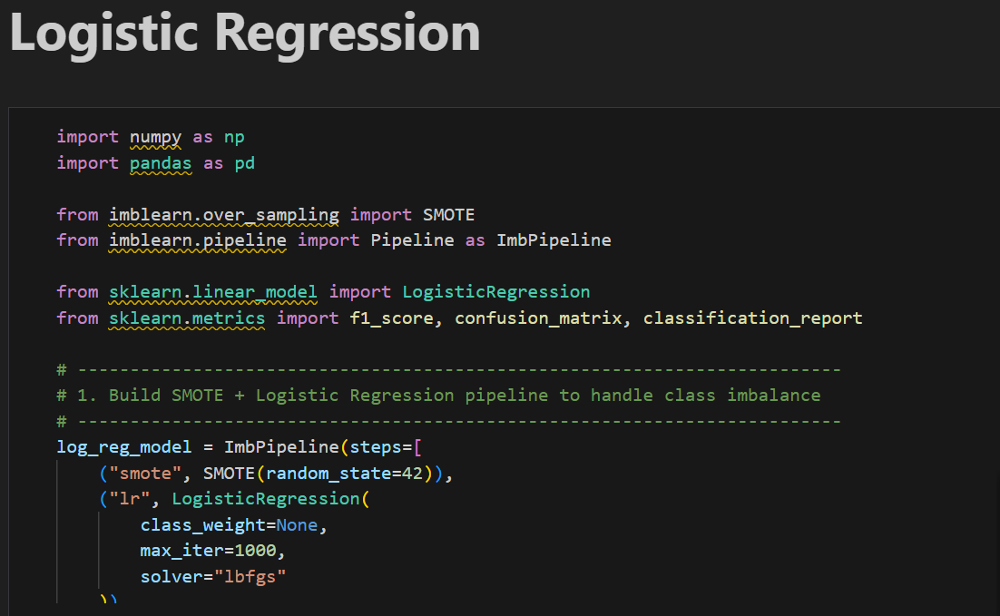 Logistic Regression
import numpy as np
import pandas as pd
from imblearn.over_sampling import SMOTE
from imblearn.pipeline import Pipeline as ImbPipeline
from sklearn.linear_model import LogisticRegression
from sklearn.metrics import f1_score, confusion_matrix, classification_report
# -------------------------------------------------------------------------
# 1. Build SMOTE + Logistic Regression pipeline to handle class imbalance
# -------------------------------------------------------------------------
log_reg_model = ImbPipeline(steps=[
    ("smote", SMOTE(random_state=42)),
    ("lr", LogisticRegression(
        class_weight=None,
        max_iter=1000,
        solver="lbfgs"
    ))